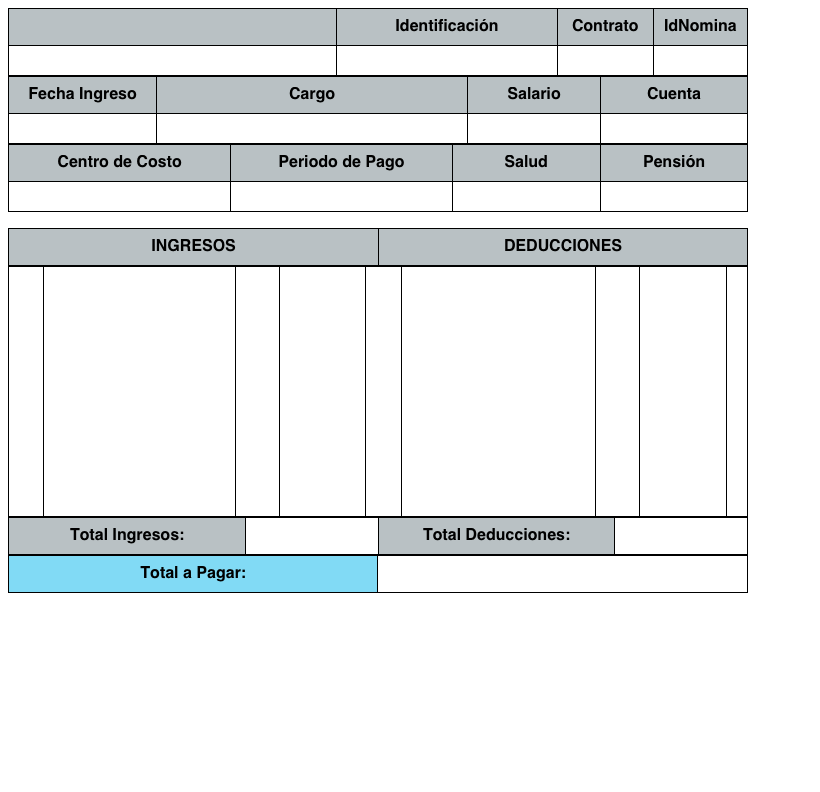 Identificación Contrato IdNomina
Fecha Ingreso Cargo Salario Cuenta
Centro de Costo Periodo de Pago Salud Pensión
INGRESOS DEDUCCIONES
Total Ingresos: Total Deducciones:
Total a Pagar: